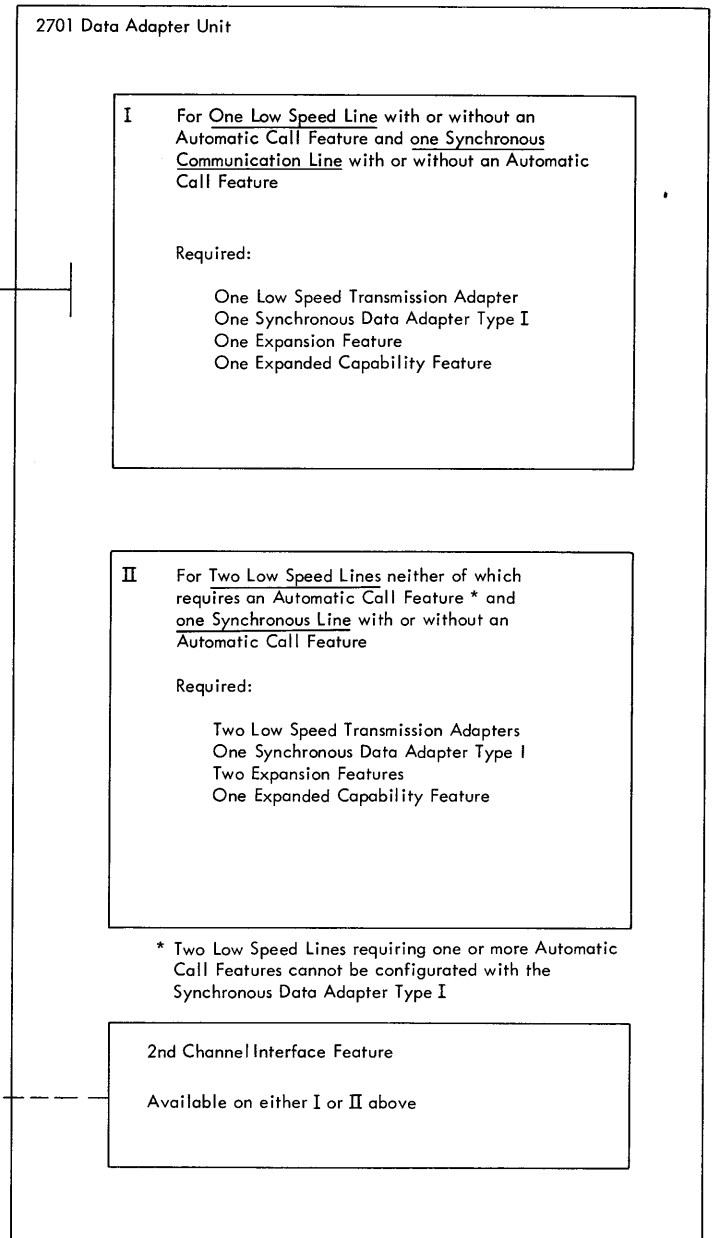 2701 Data Adapter Unit
I For One Low Speed Line with or without an
Automatic Call Feature and one Synchronous
Communication Line with or without an Automatic
Call Feature
Required:
One Low Speed Transmission Adapter
One Synchronous Data Adapter Type I
One Expansion Feature
One Expanded Capability Feature
II For Two Low Speed Lines neither of which
requires an Automatic Call Feature * and
one Synchronous Line with or without an
Automatic Call Feature
Required:
Two Low Speed Transmission Adapters
One Synchronous Data Adapter Type I
Two Expansion Features
One Expanded Capability Feature
* Two Low Speed Lines requiring one or more Automatic
Call Features cannot be configurated with the
Synchronous Data Adapter Type I
2nd Channel Interface Feature
Available on either I or II above